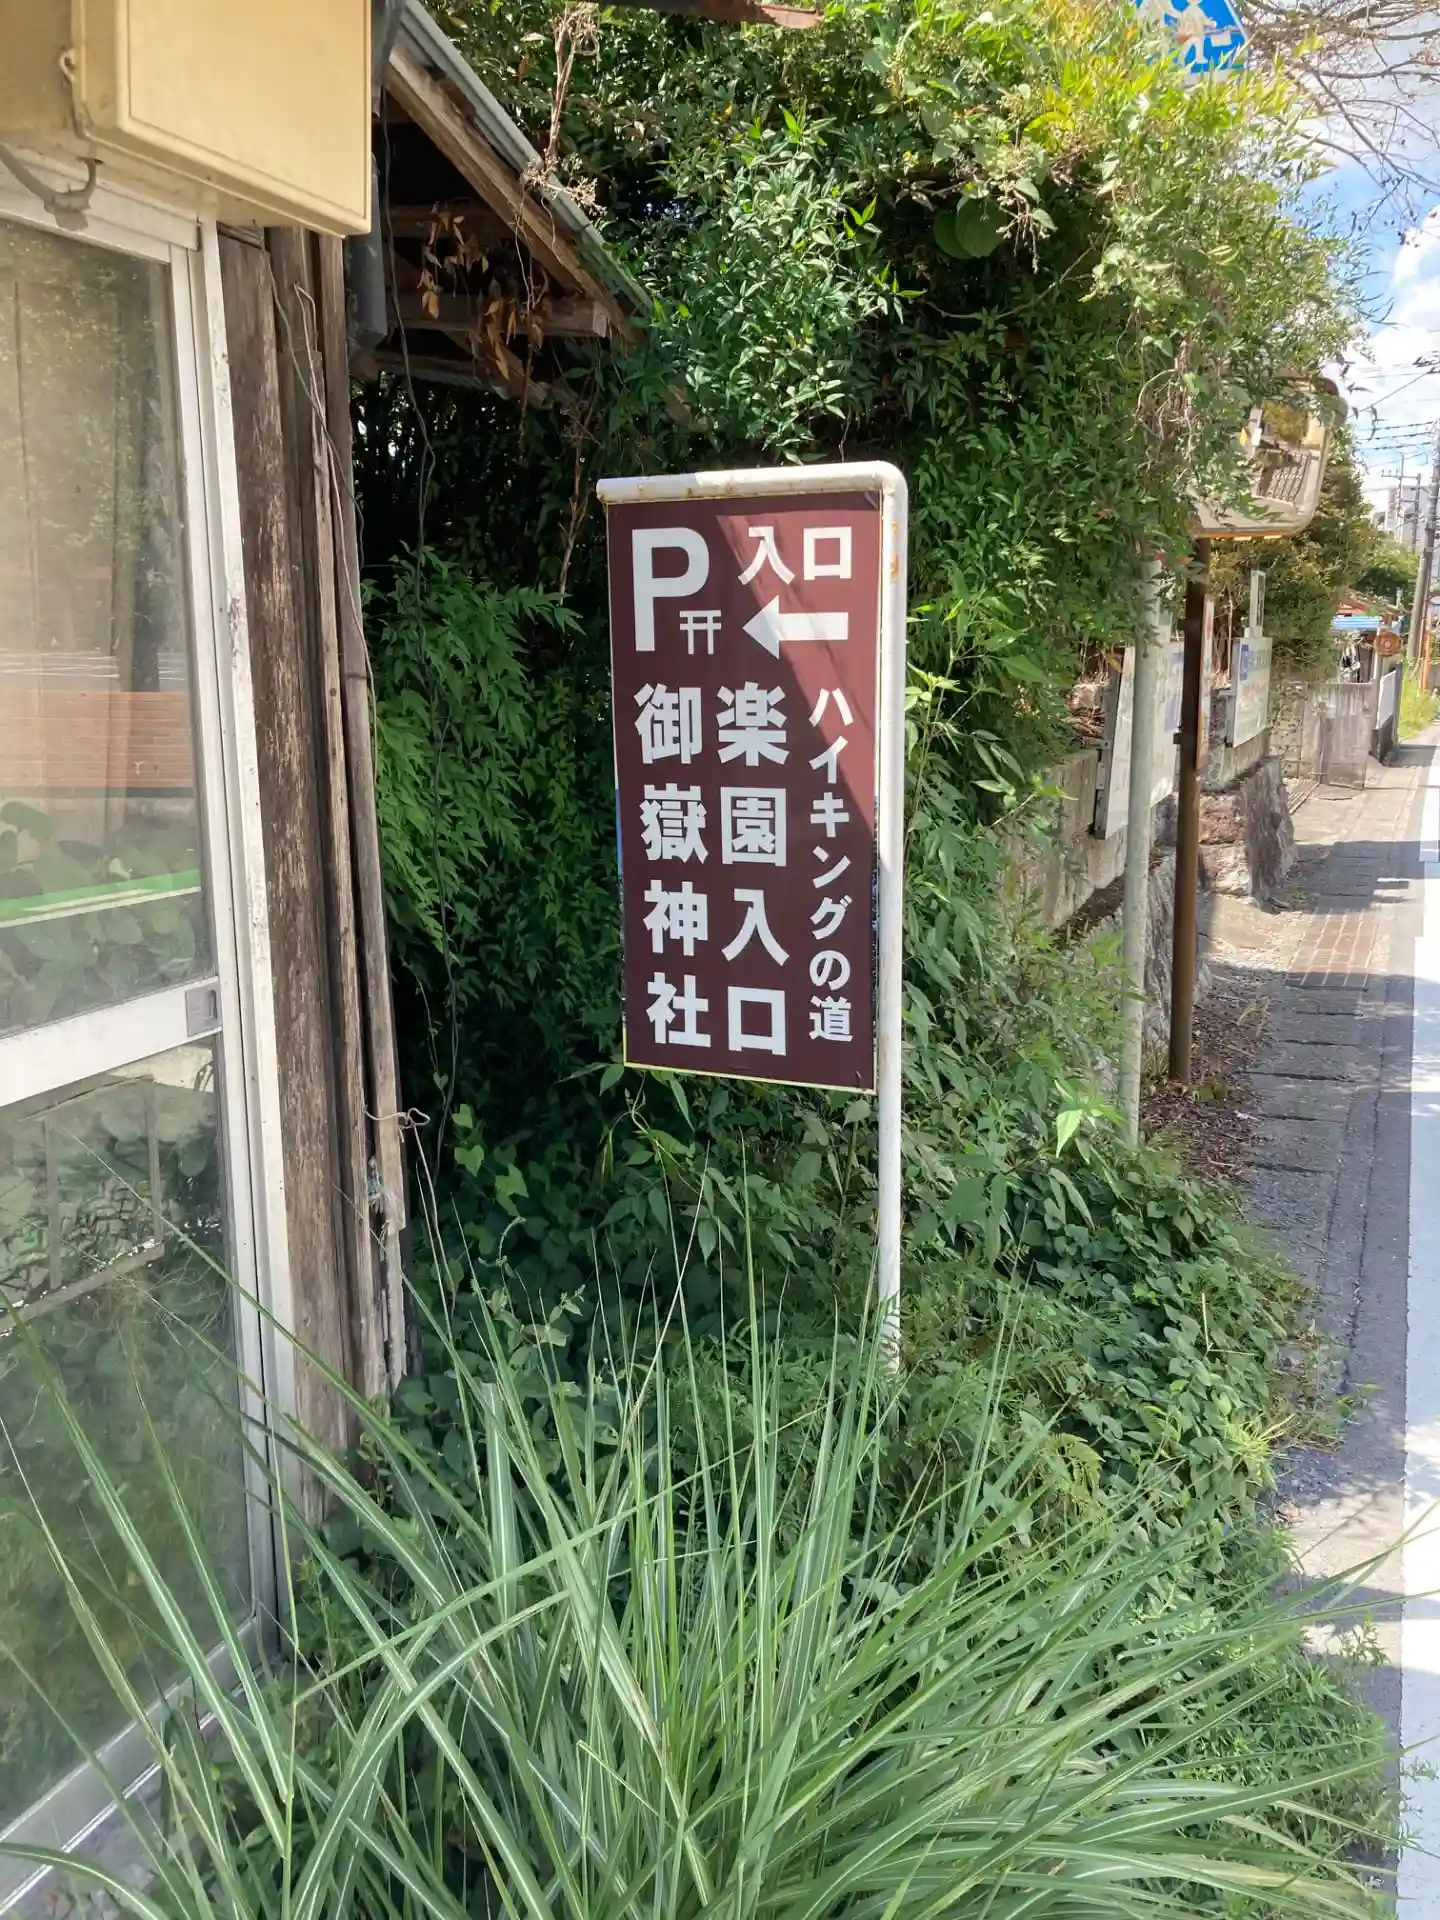 P 入口
ハイキングの道
楽園入口
御嶽神社